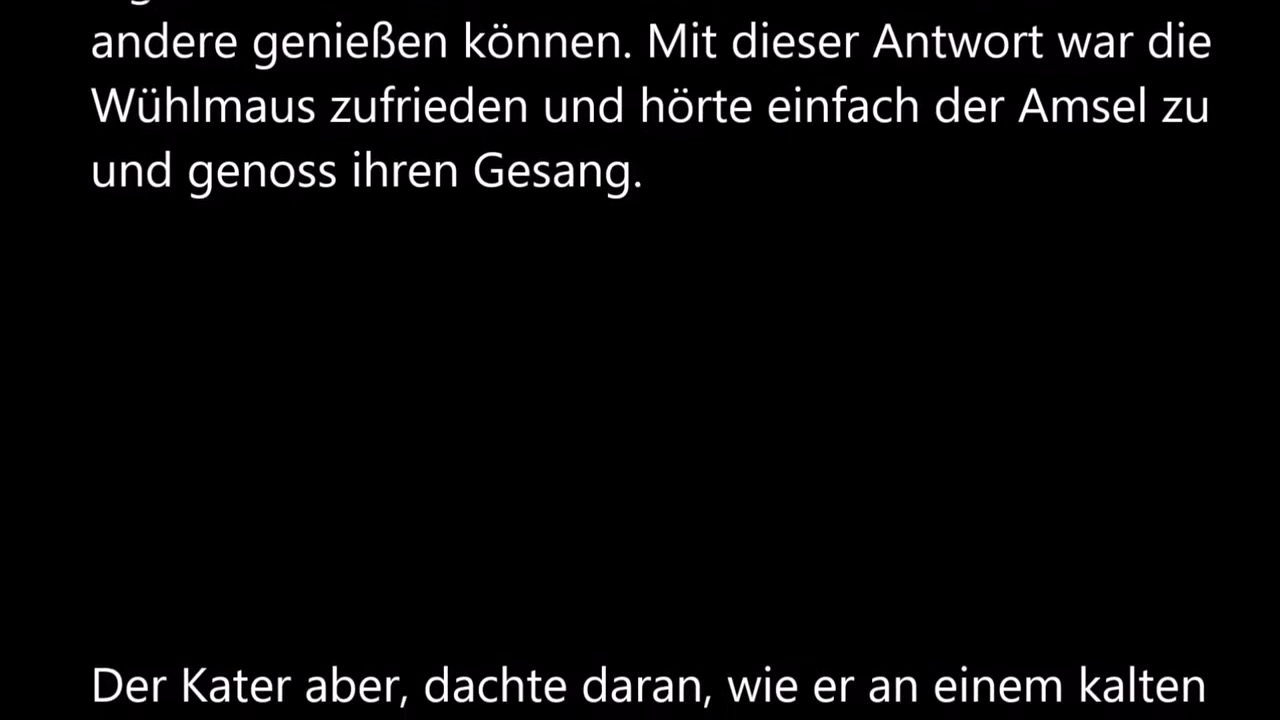 andere genießen können. Mit dieser Antwort war die
Wühlmaus zufrieden und hörte einfach der Amsel zu
und genoss ihren Gesang.
Der Kater aber, dachte daran, wie er an einem kalten